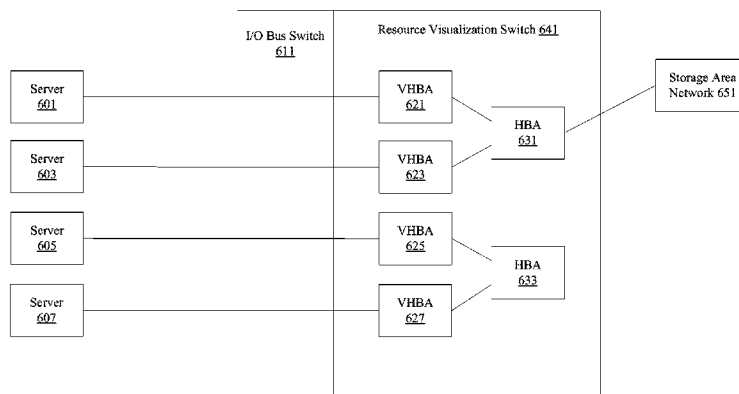 I/O Bus Switch
611
Resource Visualization Switch 641
Server
601
VHBA
621
Storage Area
Network 651
HBA
631
Server
603
VHBA
623
Server
605
VHBA
625
HBA
633
Server
607
VHBA
627